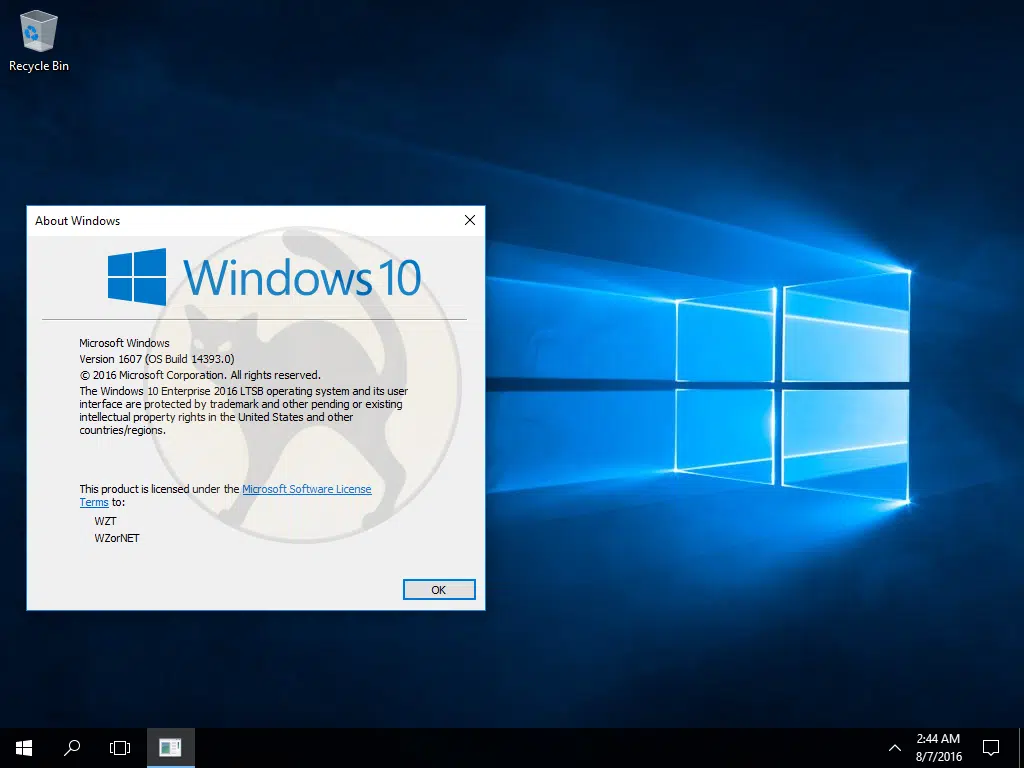 Recycle Bin
About Windows
Windows 10
Microsoft Windows
Version 1607 (OS Build 14393.0)
© 2016 Microsoft Corporation. All rights reserved.
The Windows 10 Enterprise 2016 LTSB operating system and its user
interface are protected by trademark and other pending or existing
intellectual property rights in the United States and other
countries/regions.
This product is licensed under the Microsoft Software License
Terms to:
WZT
WZorNET
OK
2:44 AM
8/7/2016